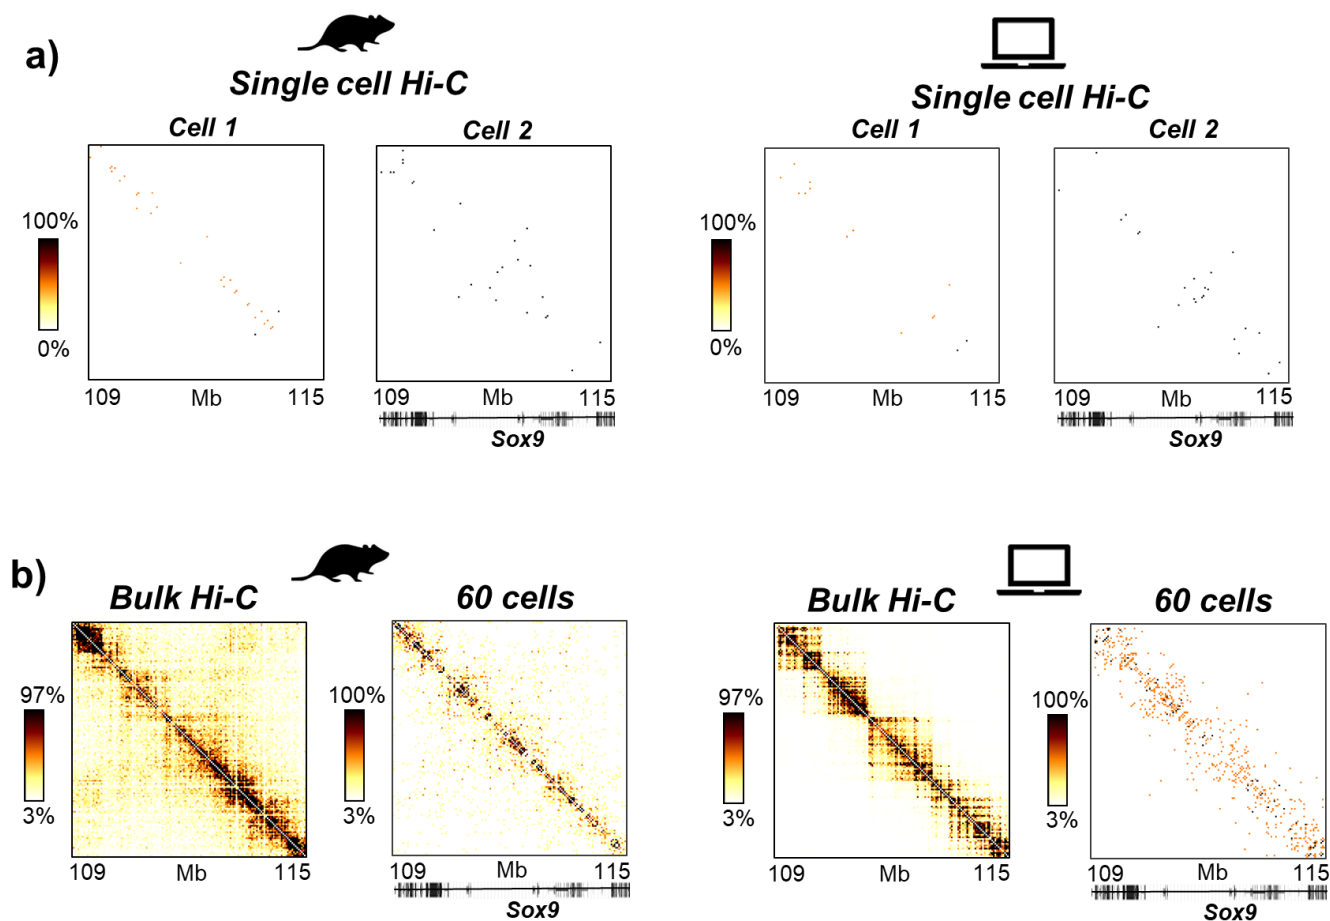 a)
Single cell Hi-C
Single cell Hi-C
Cell 1
Cell 2
Cell 1
Cell 2
100%
0%
100%
0%
109 Mb 115
109 Mb 115
109 Mb 115
109 Mb 115
Sox9
Sox9
b)
Bulk Hi-C
60 cells
Bulk Hi-C
60 cells
97%
3%
100%
3%
97%
3%
100%
3%
109 Mb 115
109 Mb 115
109 Mb 115
109 Mb 115
Sox9
Sox9